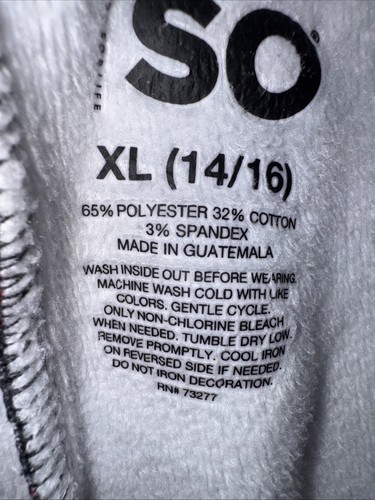 SO®
XL (14/16)
65% POLYESTER 32% COTTON
3% SPANDEX
MADE IN GUATEMALA
WASH INSIDE OUT BEFORE WEARING.
MACHINE WASH COLD WITH LIKE
COLORS. GENTLE CYCLE.
ONLY NON-CHLORINE BLEACH
WHEN NEEDED. TUMBLE DRY LOW.
REMOVE PROMPTLY. COOL IRON
ON REVERSED SIDE IF NEEDED.
DO NOT IRON DECORATION.
RN# 73277